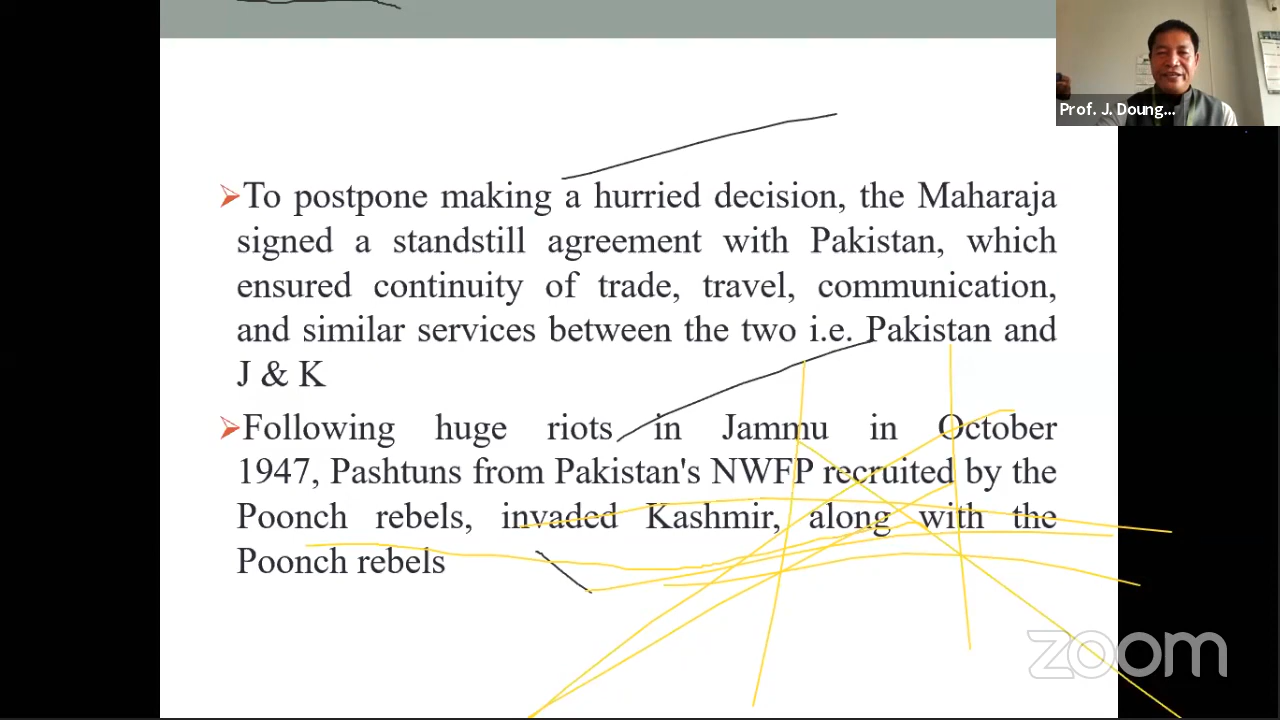 Prof. J. Doung...
To postpone making a hurried decision, the Maharaja
signed a standstill agreement with Pakistan, which
ensured continuity of trade, travel, communication,
and similar services between the two i.e. Pakistan and
J & K
Following huge riots in Jammu in October
1947, Pashtuns from Pakistan's NWFP recruited by the
Poonch rebels, invaded Kashmir, along with the
Poonch rebels
zoom